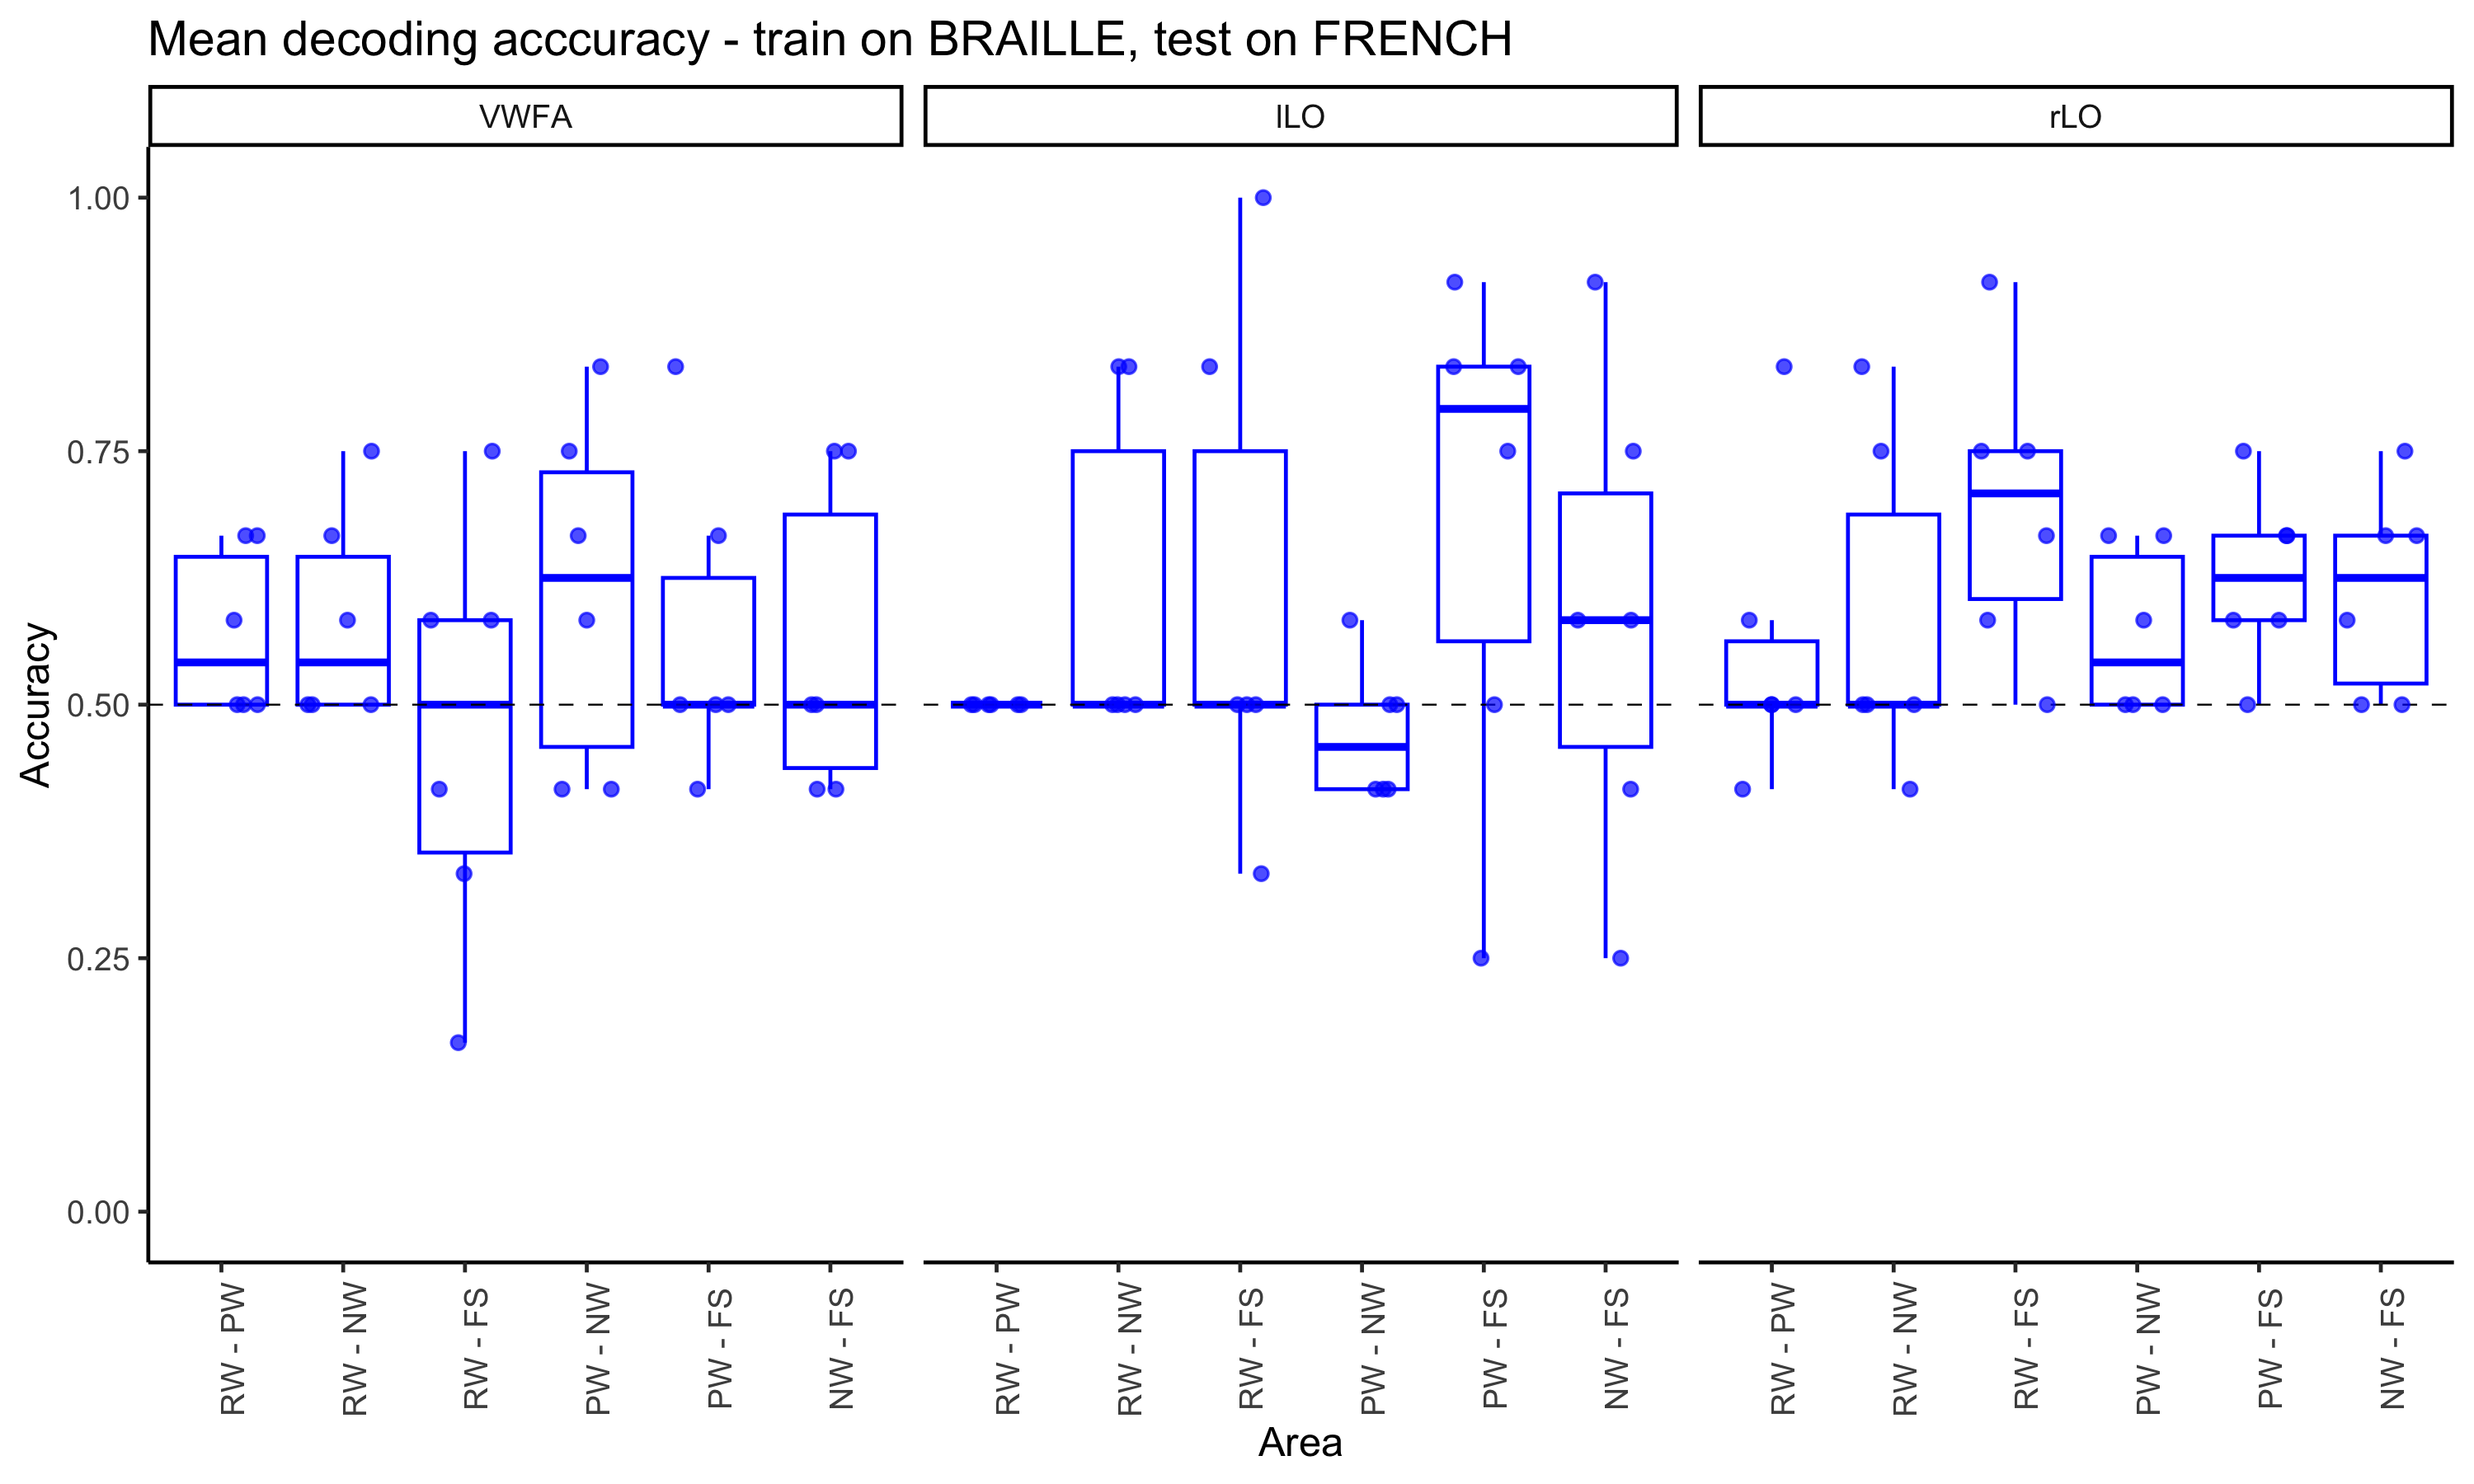 Mean decoding acccuracy - train on BRAILLE, test on FRENCH
VWFA
lLO
rLO
1.00
0.75
0.50
0.25
0.00
Accuracy
RW - PW
RW - NW
RW - FS
PW - NW
PW - FS
NW - FS
RW - PW
RW - NW
RW - FS
PW - NW
PW - FS
NW - FS
RW - PW
RW - NW
RW - FS
PW - NW
PW - FS
NW - FS
Area